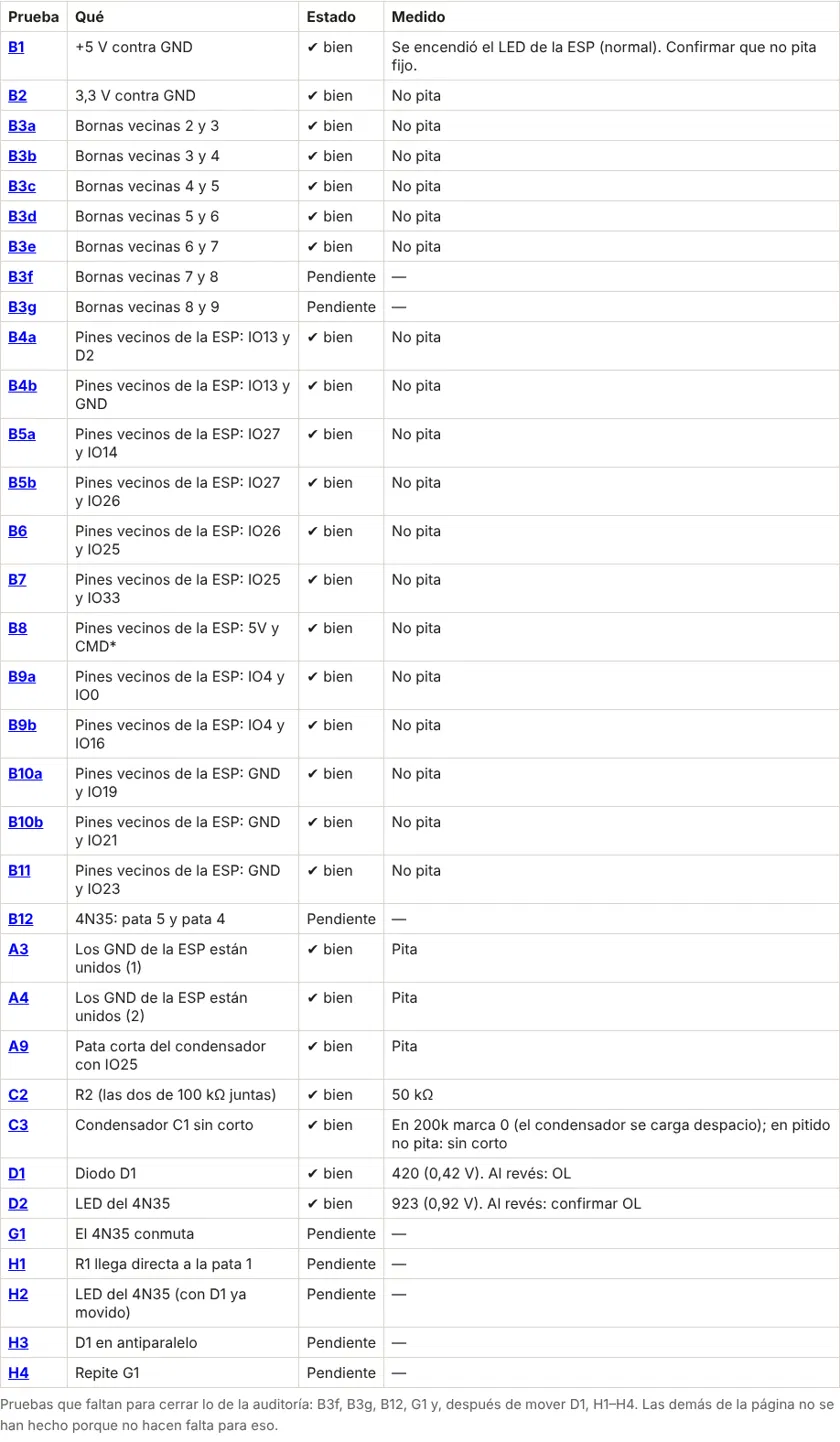 Prueba Qué Estado Medido
B1 +5 V contra GND ✔ bien Se encendió el LED de la ESP (normal). Confirmar que no pita
fijo.
B2 3,3 V contra GND ✔ bien No pita
B3a Bornas vecinas 2 y 3 ✔ bien No pita
B3b Bornas vecinas 3 y 4 ✔ bien No pita
B3c Bornas vecinas 4 y 5 ✔ bien No pita
B3d Bornas vecinas 5 y 6 ✔ bien No pita
B3e Bornas vecinas 6 y 7 ✔ bien No pita
B3f Bornas vecinas 7 y 8 Pendiente —
B3g Bornas vecinas 8 y 9 Pendiente —
B4a Pines vecinos de la ESP: IO13 y ✔ bien No pita
D2
B4b Pines vecinos de la ESP: IO13 y ✔ bien No pita
GND
B5a Pines vecinos de la ESP: IO27 ✔ bien No pita
y IO14
B5b Pines vecinos de la ESP: IO27 ✔ bien No pita
y IO26
B6 Pines vecinos de la ESP: IO26 ✔ bien No pita
y IO25
B7 Pines vecinos de la ESP: IO25 ✔ bien No pita
y IO33
B8 Pines vecinos de la ESP: 5V y ✔ bien No pita
CMD*
B9a Pines vecinos de la ESP: IO4 y ✔ bien No pita
IO0
B9b Pines vecinos de la ESP: IO4 y ✔ bien No pita
IO16
B10a Pines vecinos de la ESP: GND ✔ bien No pita
y IO19
B10b Pines vecinos de la ESP: GND ✔ bien No pita
y IO21
B11 Pines vecinos de la ESP: GND ✔ bien No pita
y IO23
B12 4N35: pata 5 y pata 4 Pendiente —
A3 Los GND de la ESP están ✔ bien Pita
unidos (1)
A4 Los GND de la ESP están ✔ bien Pita
unidos (2)
A9 Pata corta del condensador ✔ bien Pita
con IO25
C2 R2 (las dos de 100 kΩ juntas) ✔ bien 50 kΩ
C3 Condensador C1 sin corto ✔ bien En 200k marca 0 (el condensador se carga despacio); en pitido
no pita: sin corto
D1 Diodo D1 ✔ bien 420 (0,42 V). Al revés: OL
D2 LED del 4N35 ✔ bien 923 (0,92 V). Al revés: confirmar OL
G1 El 4N35 conmuta Pendiente —
H1 R1 llega directa a la pata 1 Pendiente —
H2 LED del 4N35 (con D1 ya Pendiente —
movido)
H3 D1 en antiparalelo Pendiente —
H4 Repite G1 Pendiente —
Pruebas que faltan para cerrar lo de la auditoría: B3f, B3g, B12, G1 y, después de mover D1, H1–H4. Las demás de la página no se
han hecho porque no hacen falta para eso.